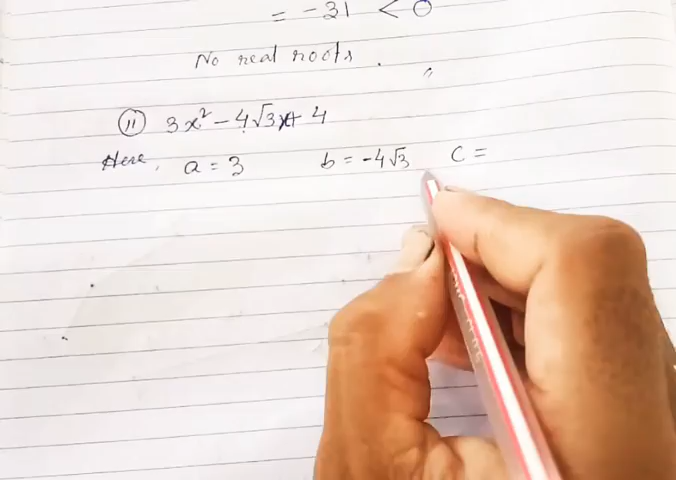 = -31 < 0
No real roots.
(ii) 3x² - 4√3x + 4
Here, a = 3 b = -4√3 c =